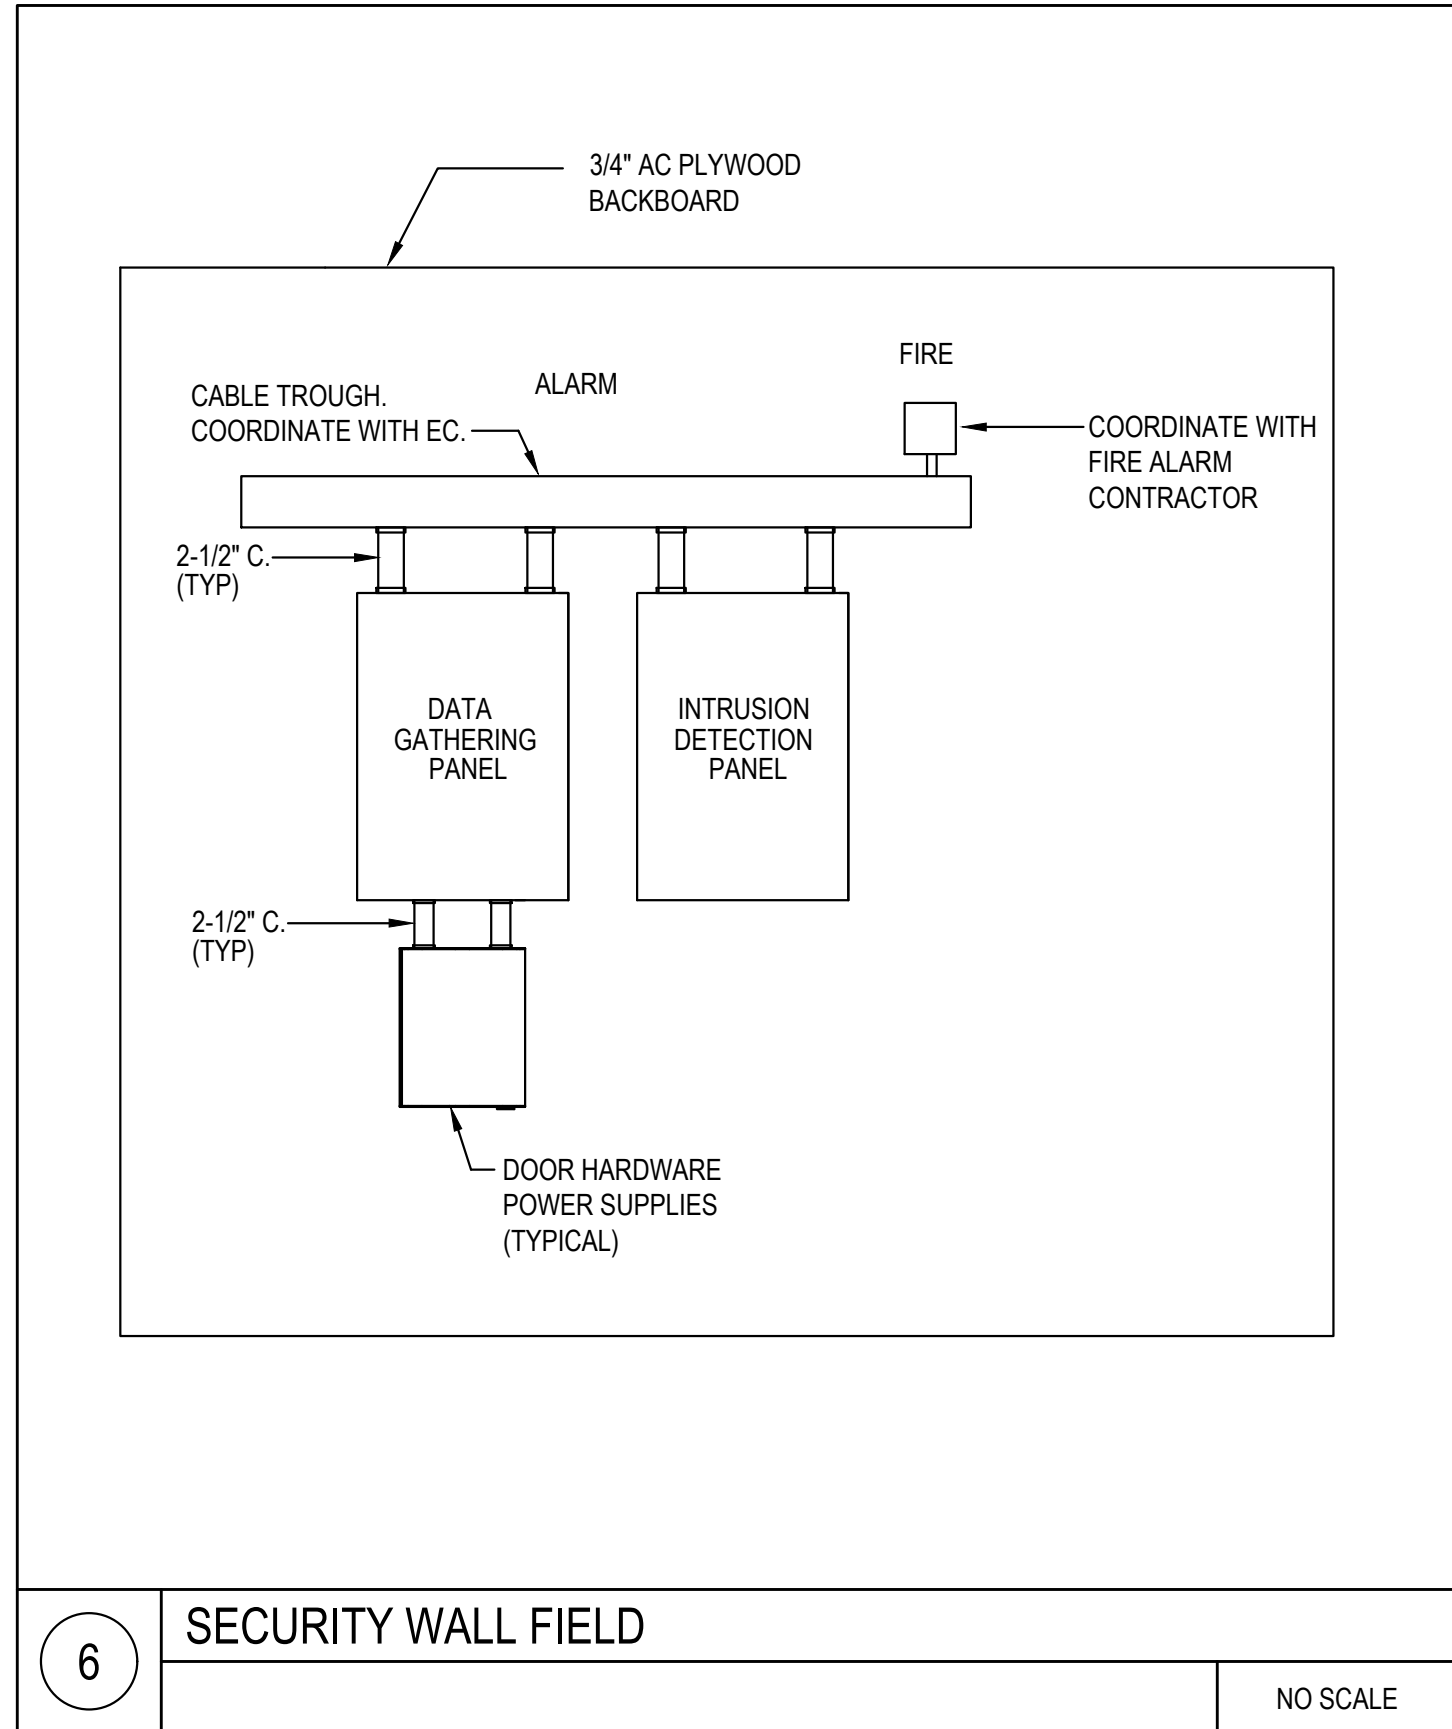 3/4" AC PLYWOOD
BACKBOARD
FIRE
ALARM
CABLE TROUGH.
COORDINATE WITH EC.
COORDINATE WITH
FIRE ALARM
CONTRACTOR
2-1/2" C.
(TYP)
DATA
GATHERING
PANEL
INTRUSION
DETECTION
PANEL
2-1/2" C.
(TYP)
DOOR HARDWARE
POWER SUPPLIES
(TYPICAL)
6
SECURITY WALL FIELD
NO SCALE